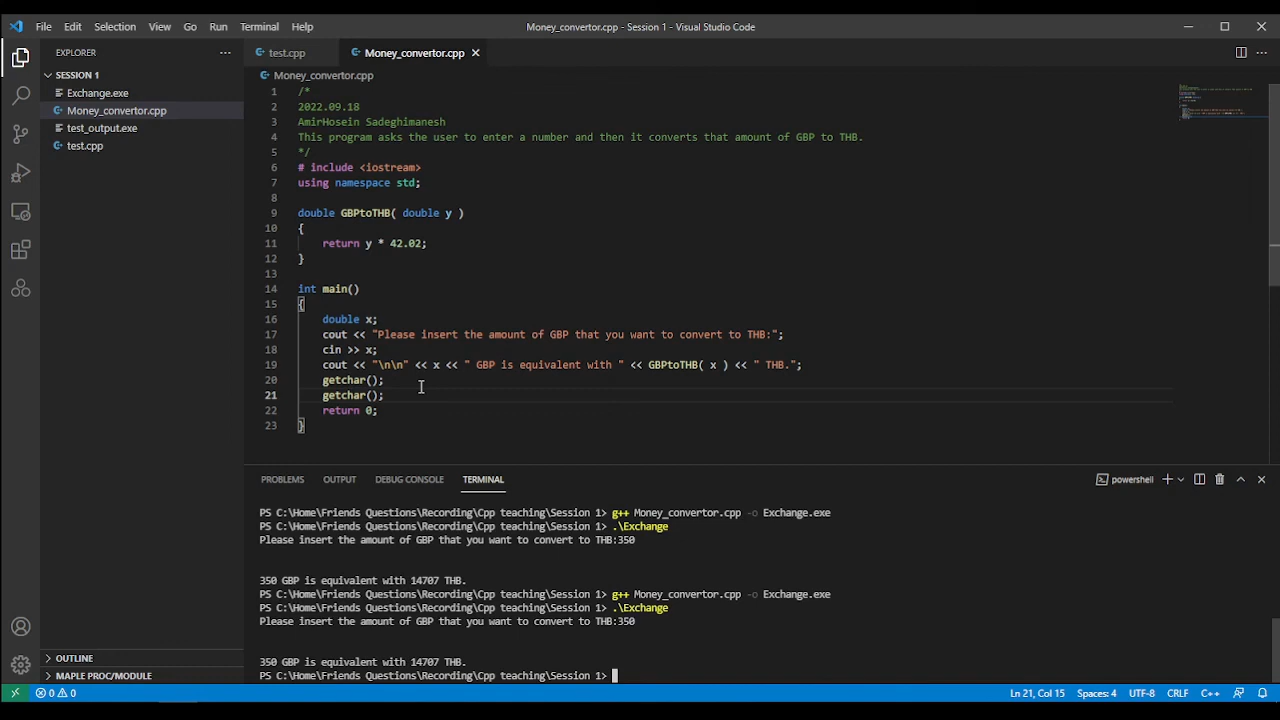 File Edit Selection View Go Run Terminal Help
Money_convertor.cpp - Session 1 - Visual Studio Code
EXPLORER
SESSION 1
Exchange.exe
Money_convertor.cpp
test_output.exe
test.cpp
OUTLINE
MAPLE PROC/MODULE
test.cpp
Money_convertor.cpp
Money_convertor.cpp
1 /*
2 2022.09.18
3 AmirHosein Sadeghimanesh
4 This program asks the user to enter a number and then it converts that amount of GBP to THB.
5 */
6 # include <iostream>
7 using namespace std;
8
9 double GBPtoTHB( double y )
10 {
11 return y * 42.02;
12 }
13
14 int main()
15 {
16 double x;
17 cout << "Please insert the amount of GBP that you want to convert to THB:";
18 cin >> x;
19 cout << "\n\n" << x << " GBP is equivalent with " << GBPtoTHB( x ) << " THB.";
20 getchar();
21 getchar();
22 return 0;
23 }
PROBLEMS OUTPUT DEBUG CONSOLE TERMINAL
powershell
PS C:\Home\Friends Questions\Recording\Cpp teaching\Session 1> g++ Money_convertor.cpp -o Exchange.exe
PS C:\Home\Friends Questions\Recording\Cpp teaching\Session 1> .\Exchange
Please insert the amount of GBP that you want to convert to THB:350
350 GBP is equivalent with 14707 THB.
PS C:\Home\Friends Questions\Recording\Cpp teaching\Session 1> g++ Money_convertor.cpp -o Exchange.exe
PS C:\Home\Friends Questions\Recording\Cpp teaching\Session 1> .\Exchange
Please insert the amount of GBP that you want to convert to THB:350
350 GBP is equivalent with 14707 THB.
PS C:\Home\Friends Questions\Recording\Cpp teaching\Session 1>
0 0
Ln 21, Col 15 Spaces: 4 UTF-8 CRLF C++